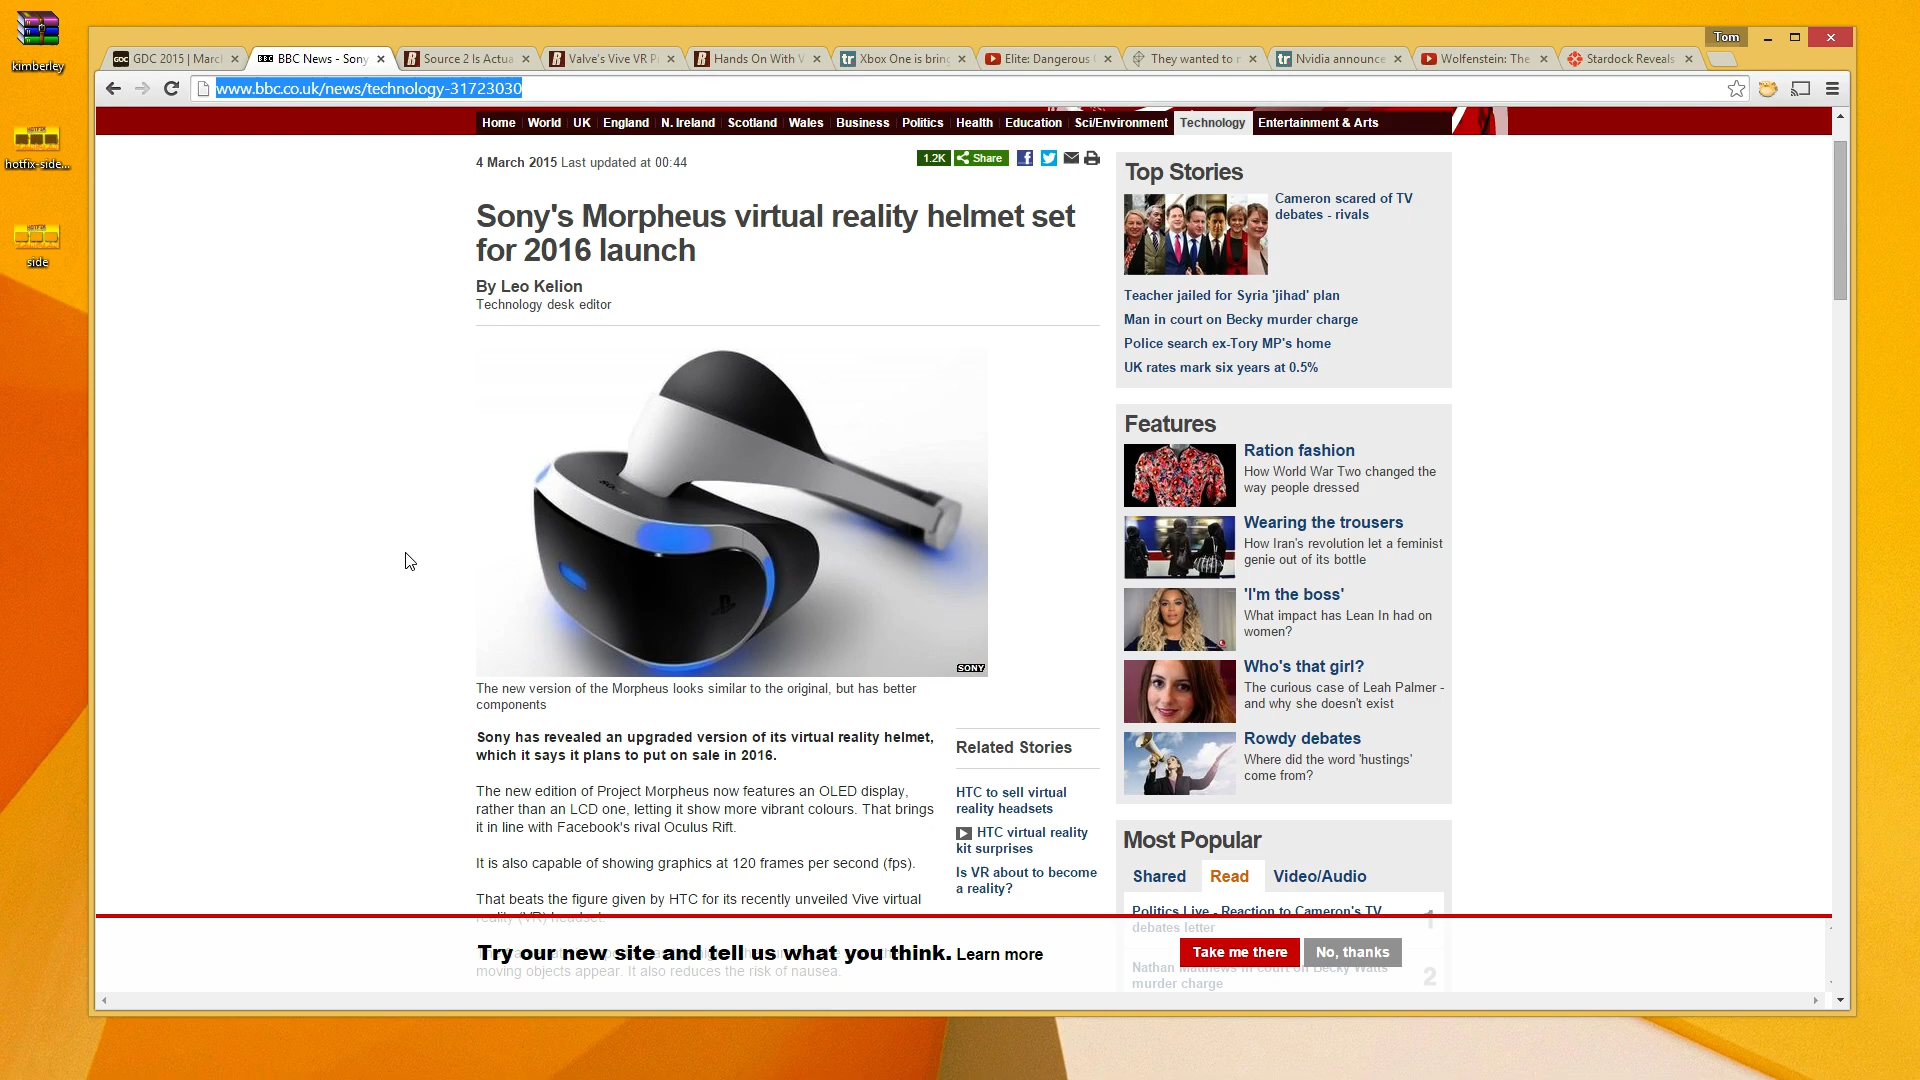 kimberley
hotfix-side...
side
Tom
GDC GDC 2015 | Marc
BBC BBC News - Sony
R Source 2 Is Actua
R Valve's Vive VR P
R Hands On With V
tr Xbox One is bring
Elite: Dangerous
They wanted to r
tr Nvidia announce
Wolfenstein: The
Stardock Reveals
www.bbc.co.uk/news/technology-31723030
Home World UK England N. Ireland Scotland Wales Business Politics Health Education Sci/Environment Technology Entertainment & Arts
4 March 2015 Last updated at 00:44
1.2K Share
Sony's Morpheus virtual reality helmet set
for 2016 launch
By Leo Kelion
Technology desk editor
SONY
SONY
The new version of the Morpheus looks similar to the original, but has better
components
Sony has revealed an upgraded version of its virtual reality helmet,
which it says it plans to put on sale in 2016.
The new edition of Project Morpheus now features an OLED display,
rather than an LCD one, letting it show more vibrant colours. That brings
it in line with Facebook's rival Oculus Rift.
It is also capable of showing graphics at 120 frames per second (fps).
That beats the figure given by HTC for its recently unveiled Vive virtual
reality (VR) headset.
moving objects appear. It also reduces the risk of nausea.
Related Stories
HTC to sell virtual
reality headsets
HTC virtual reality
kit surprises
Is VR about to become
a reality?
Top Stories
Cameron scared of TV
debates - rivals
Teacher jailed for Syria 'jihad' plan
Man in court on Becky murder charge
Police search ex-Tory MP's home
UK rates mark six years at 0.5%
Features
Ration fashion
How World War Two changed the
way people dressed
Wearing the trousers
How Iran's revolution let a feminist
genie out of its bottle
'I'm the boss'
What impact has Lean In had on
women?
Who's that girl?
The curious case of Leah Palmer -
and why she doesn't exist
Rowdy debates
Where did the word 'hustings'
come from?
Most Popular
Shared Read Video/Audio
Politics Live - Reaction to Cameron's TV
debates letter
1
Nathan Matthews in court on Becky Watts
murder charge
2
Try our new site and tell us what you think. Learn more
Take me there No, thanks